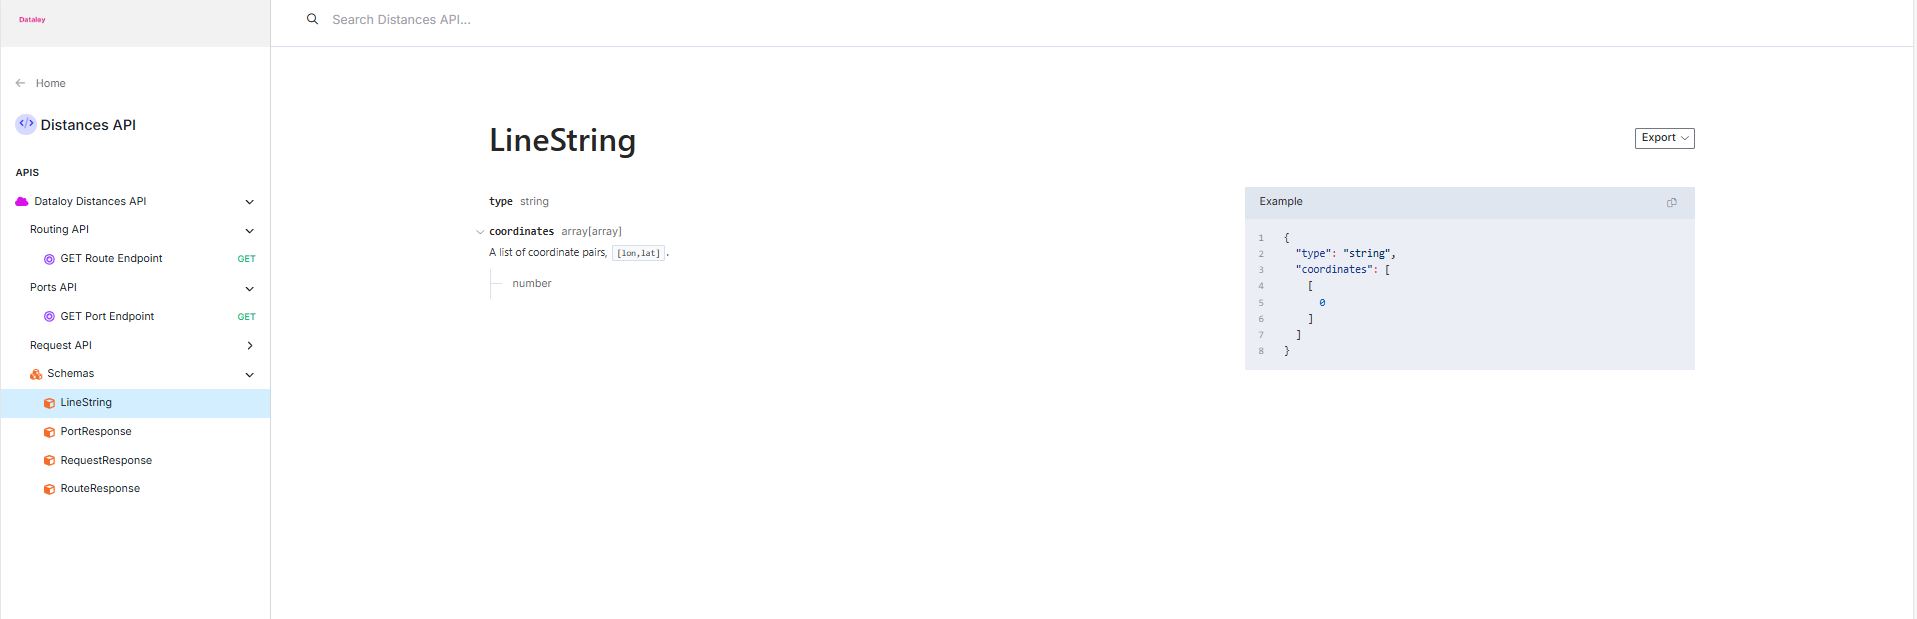 Dataloy
Search Distances API...
Home
</> Distances API
APIS
Dataloy Distances API
Routing API
GET Route Endpoint GET
Ports API
GET Port Endpoint GET
Request API
Schemas
LineString
PortResponse
RequestResponse
RouteResponse
LineString
Export
type string
coordinates array[array]
A list of coordinate pairs, [lon,lat].
number
Example
1 {
2 "type": "string",
3 "coordinates": [
4 [
5 0
6 ]
7 ]
8 }